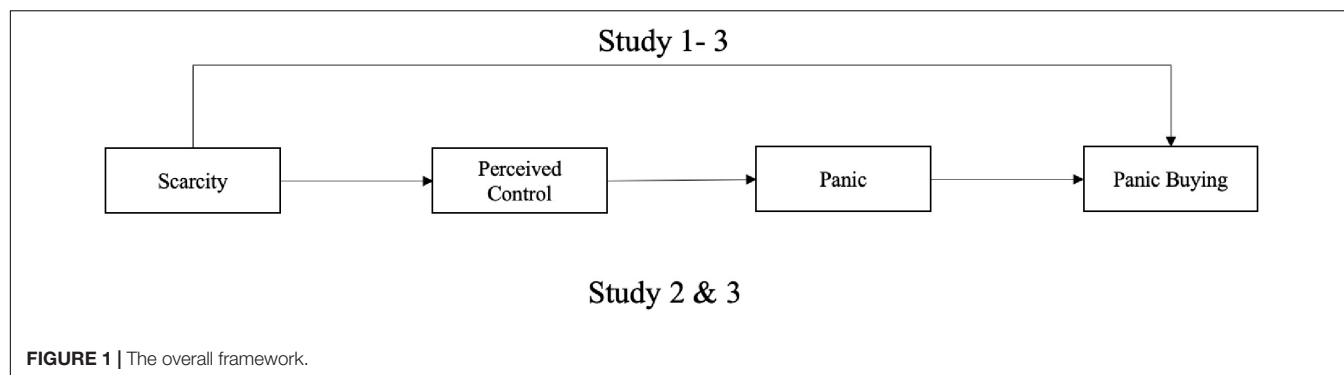 Study 1- 3
Scarcity
Perceived
Control
Panic
Panic Buying
Study 2 & 3
FIGURE 1 | The overall framework.